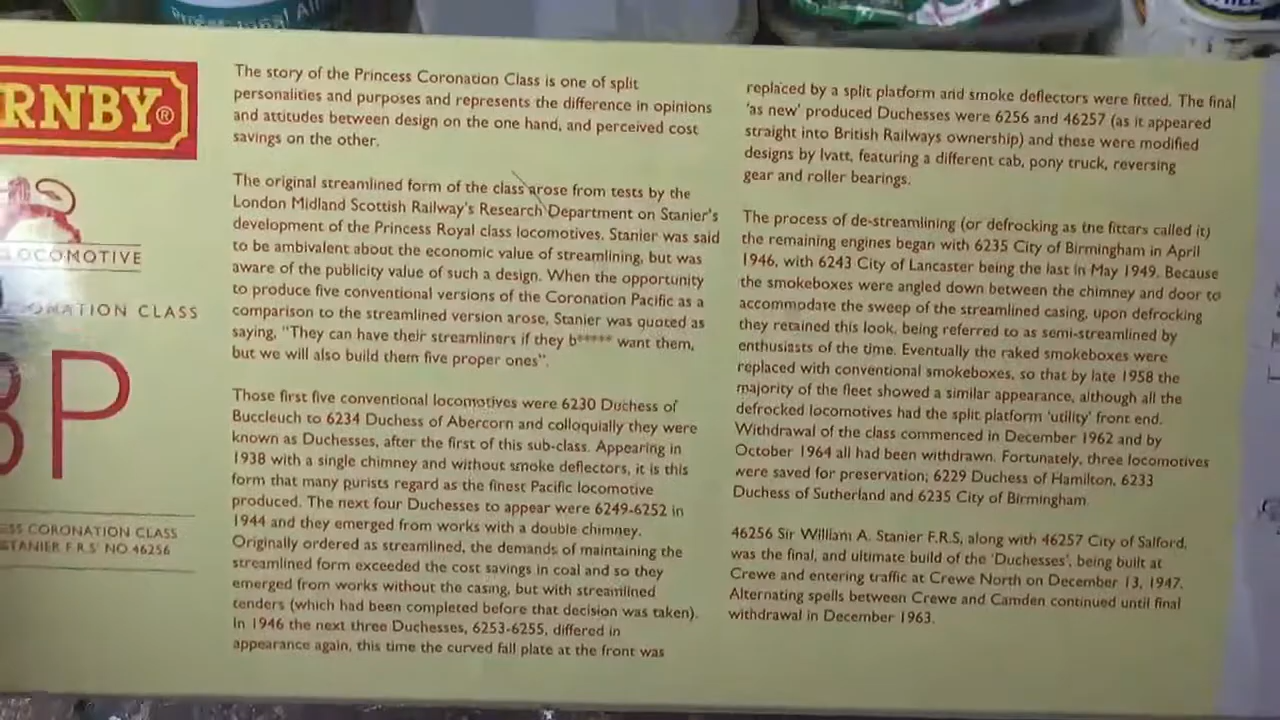 RNBY®
LOCOMOTIVE
ONATION CLASS
8P
SS CORONATION CLASS
STANIER F.R.S' NO.46256
The story of the Princess Coronation Class is one of split
personalities and purposes and represents the difference in opinions
and attitudes between design on the one hand, and perceived cost
savings on the other.
The original streamlined form of the class arose from tests by the
London Midland Scottish Railway's Research Department on Stanier's
development of the Princess Royal class locomotives. Stanier was said
to be ambivalent about the economic value of streamlining, but was
aware of the publicity value of such a design. When the opportunity
to produce five conventional versions of the Coronation Pacific as a
comparison to the streamlined version arose, Stanier was quoted as
saying, "They can have their streamliners if they b***** want them,
but we will also build them five proper ones".
Those first five conventional locomotives were 6230 Duchess of
Buccleuch to 6234 Duchess of Abercorn and colloquially they were
known as Duchesses, after the first of this sub-class. Appearing in
1938 with a single chimney and without smoke deflectors, it is this
form that many purists regard as the finest Pacific locomotive
produced. The next four Duchesses to appear were 6249-6252 in
1944 and they emerged from works with a double chimney.
Originally ordered as streamlined, the demands of maintaining the
streamlined form exceeded the cost savings in coal and so they
emerged from works without the casing, but with streamlined
tenders (which had been completed before that decision was taken).
In 1946 the next three Duchesses, 6253-6255, differed in
appearance again, this time the curved fall plate at the front was
replaced by a split platform and smoke deflectors were fitted. The final
'as new' produced Duchesses were 6256 and 46257 (as it appeared
straight into British Railways ownership) and these were modified
designs by Ivatt, featuring a different cab, pony truck, reversing
gear and roller bearings.
The process of de-streamlining (or defrocking as the fitters called it)
the remaining engines began with 6235 City of Birmingham in April
1946, with 6243 City of Lancaster being the last in May 1949. Because
the smokeboxes were angled down between the chimney and door to
accommodate the sweep of the streamlined casing, upon defrocking
they retained this look, being referred to as semi-streamlined by
enthusiasts of the time. Eventually the raked smokeboxes were
replaced with conventional smokeboxes, so that by late 1958 the
majority of the fleet showed a similar appearance, although all the
defrocked locomotives had the split platform 'utility' front end.
Withdrawal of the class commenced in December 1962 and by
October 1964 all had been withdrawn. Fortunately, three locomotives
were saved for preservation; 6229 Duchess of Hamilton, 6233
Duchess of Sutherland and 6235 City of Birmingham.
46256 Sir William A. Stanier F.R.S, along with 46257 City of Salford,
was the final, and ultimate build of the 'Duchesses', being built at
Crewe and entering traffic at Crewe North on December 13, 1947.
Alternating spells between Crewe and Camden continued until final
withdrawal in December 1963.